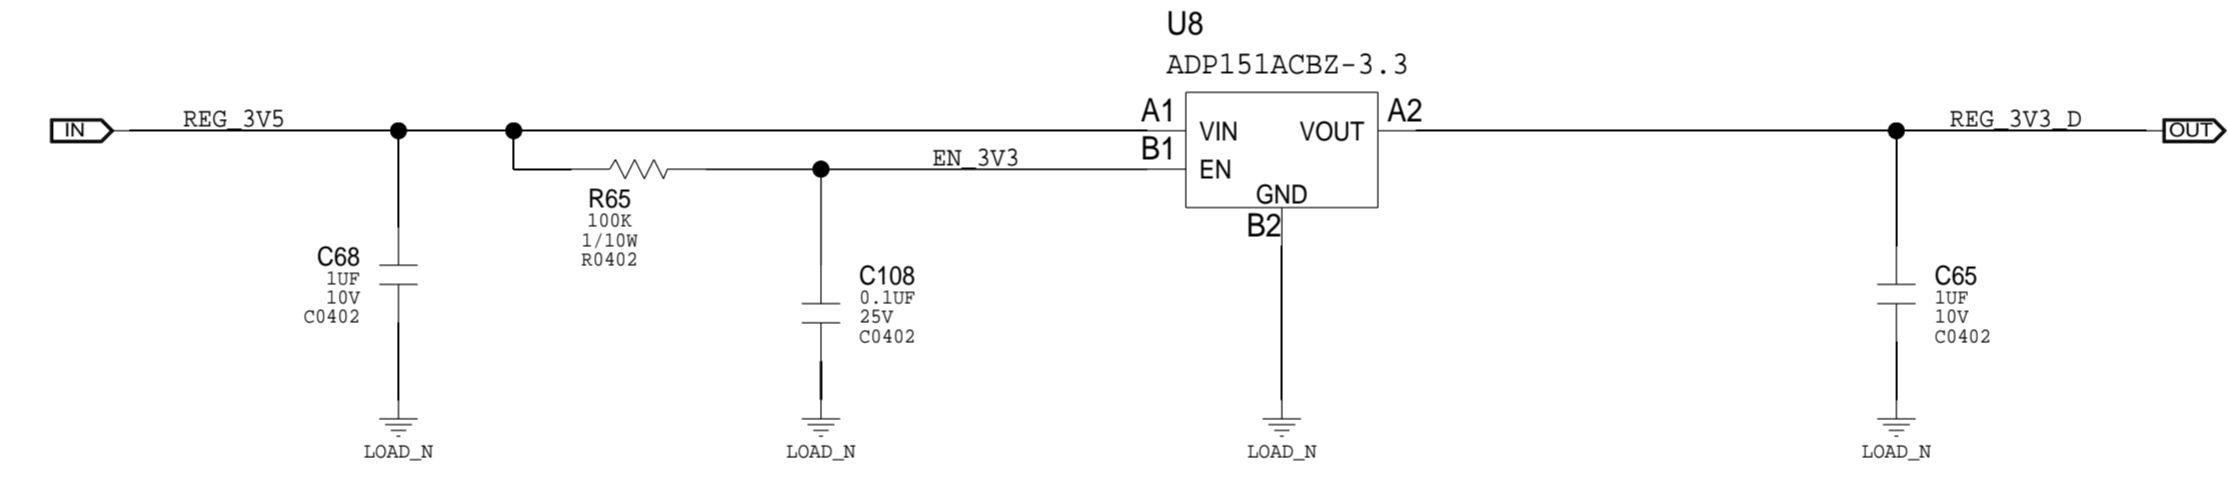 U8
ADP151ACBZ-3.3
IN
REG_3V5
A1
VIN
VOUT
A2
REG_3V3_D
OUT
B1
EN_3V3
EN
GND
B2
R65
100K
1/10W
R0402
C68
1UF
10V
C0402
C108
0.1UF
25V
C0402
C65
1UF
10V
C0402
LOAD_N
LOAD_N
LOAD_N
LOAD_N